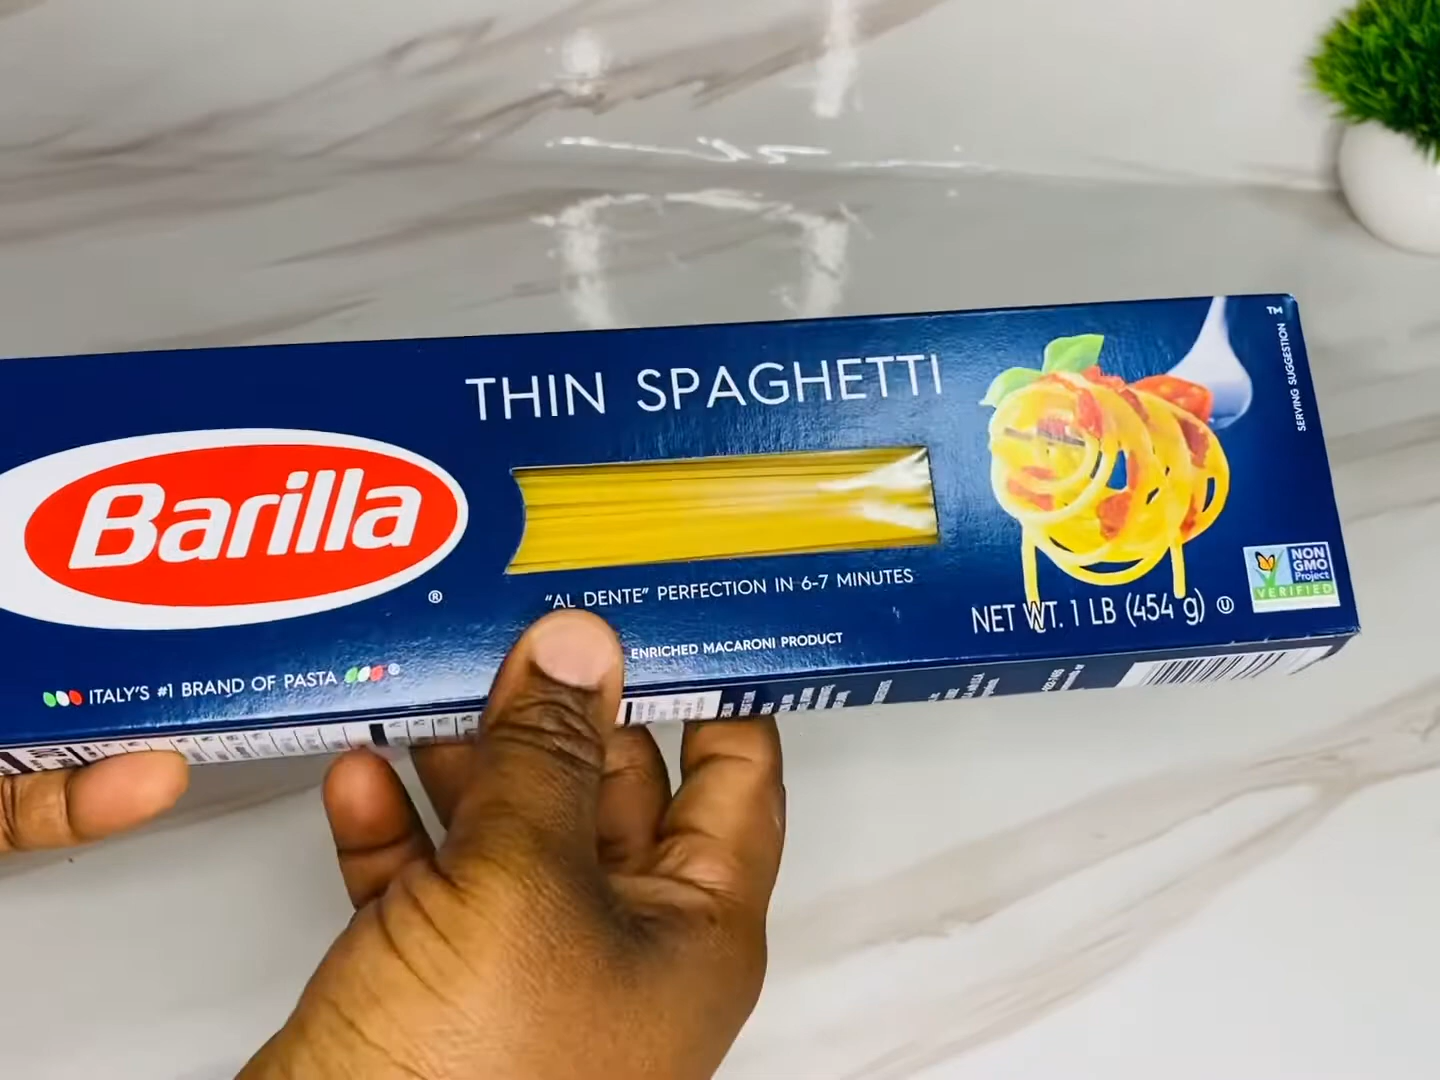 THIN SPAGHETTI
Barilla
®
"AL DENTE" PERFECTION IN 6-7 MINUTES
ENRICHED MACARONI PRODUCT
ITALY'S #1 BRAND OF PASTA ®
TM
SERVING SUGGESTION
NON
GMO
Project
VERIFIED
NET WT. 1 LB (454 g) U